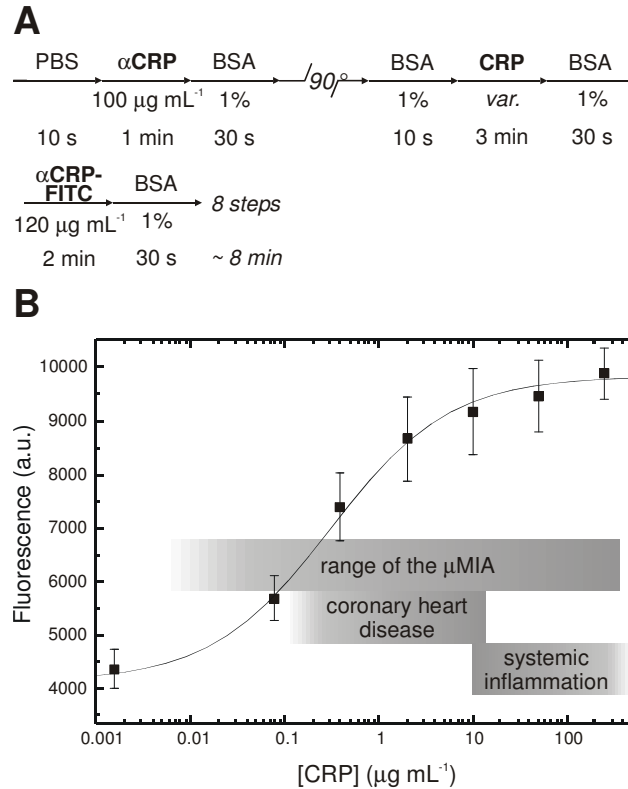 A
PBS αCRP BSA 90° BSA CRP BSA
100 µg mL-1 1% 1% var. 1%
10 s 1 min 30 s 10 s 3 min 30 s
αCRP-
FITC BSA 8 steps
120 µg mL-1 1%
2 min 30 s ~ 8 min
B
10000
9000
8000
7000
6000
5000
4000
Fluorescence (a.u.)
range of the µMIA
coronary heart
disease
systemic
inflammation
0.001 0.01 0.1 1 10 100
[CRP] (µg mL-1)